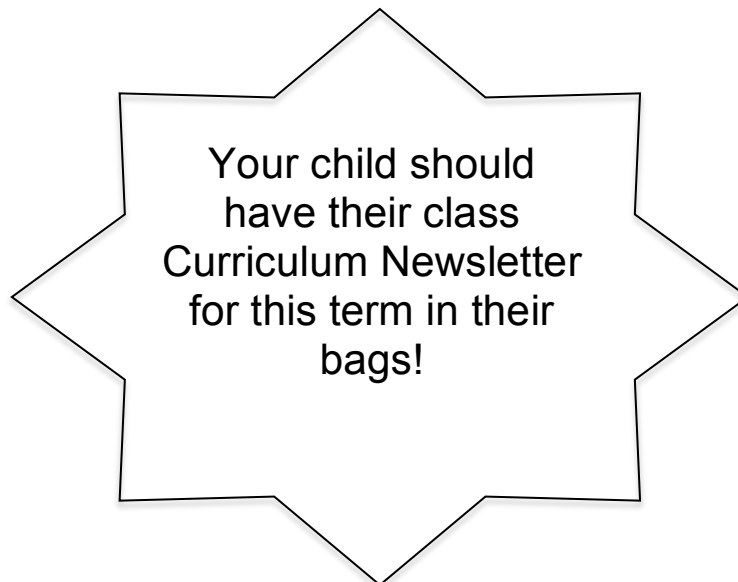 Your child should
have their class
Curriculum Newsletter
for this term in their
bags!